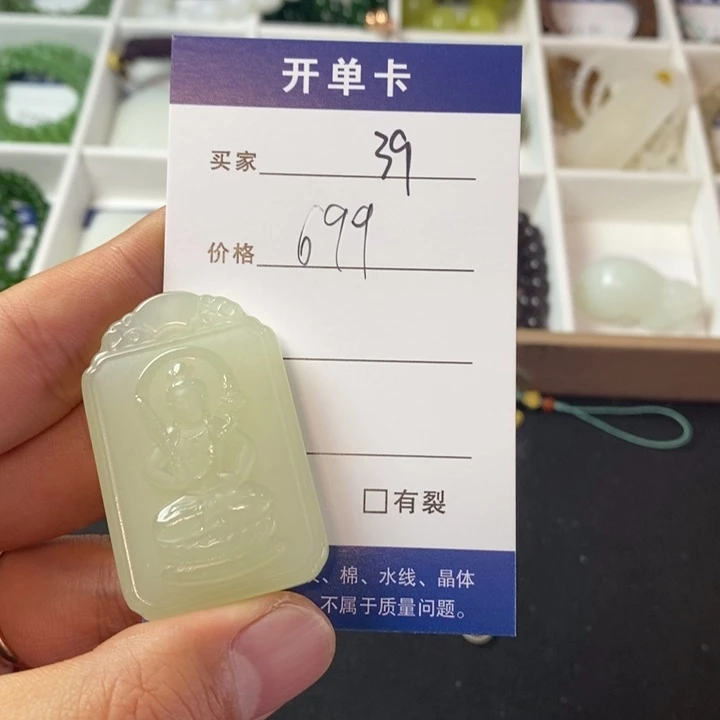 开单卡
买家 39
价格 699
□有裂
、棉、水线、晶体
不属于质量问题。